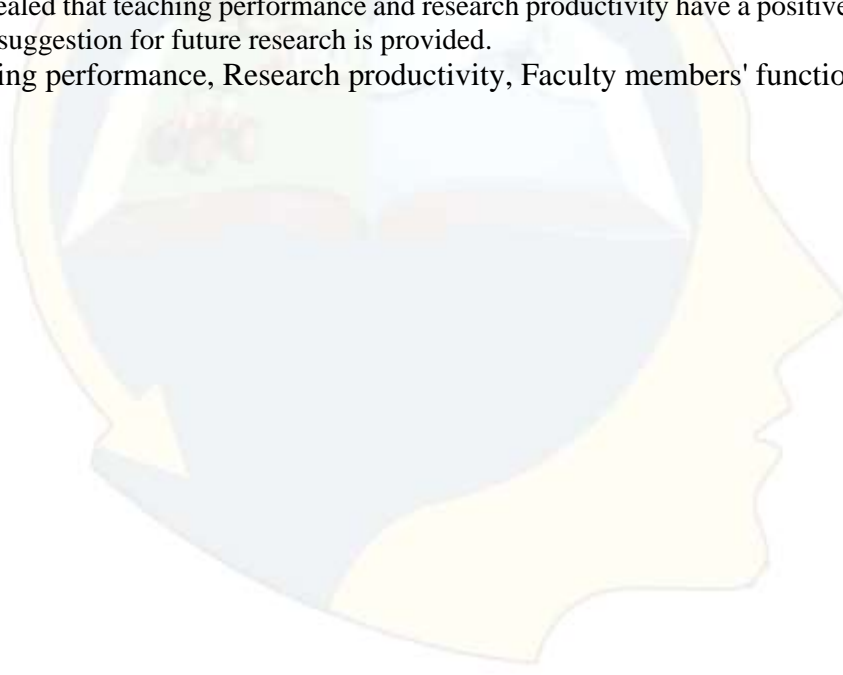 ealed that teaching performance and research productivity have a positive
suggestion for future research is provided.
ing performance, Research productivity, Faculty members' functio